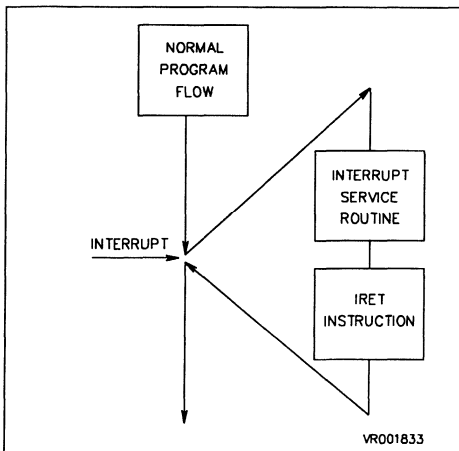 NORMAL
PROGRAM
FLOW
INTERRUPT
SERVICE
ROUTINE
INTERRUPT
IRET
INSTRUCTION
VR001833